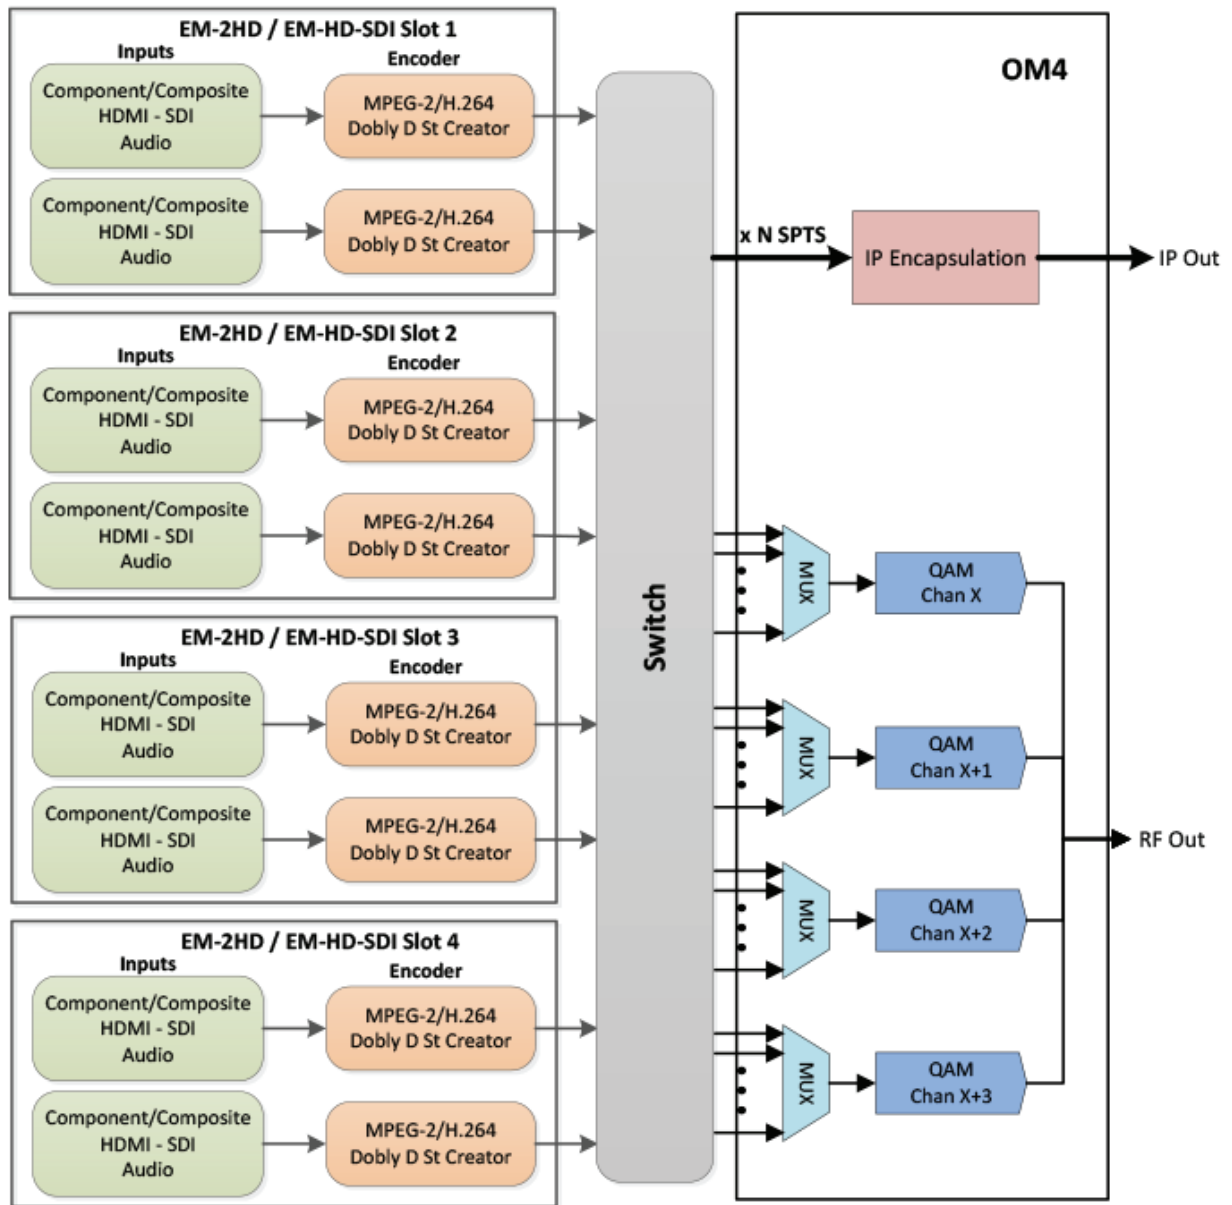 EM-2HD / EM-HD-SDI Slot 1
Inputs
Encoder
Component/Composite
HDMI - SDI
Audio
MPEG-2/H.264
Dobly D St Creator
Component/Composite
HDMI - SDI
Audio
MPEG-2/H.264
Dobly D St Creator
EM-2HD / EM-HD-SDI Slot 2
Inputs
Encoder
Component/Composite
HDMI - SDI
Audio
MPEG-2/H.264
Dobly D St Creator
Component/Composite
HDMI - SDI
Audio
MPEG-2/H.264
Dobly D St Creator
EM-2HD / EM-HD-SDI Slot 3
Inputs
Encoder
Component/Composite
HDMI - SDI
Audio
MPEG-2/H.264
Dobly D St Creator
Component/Composite
HDMI - SDI
Audio
MPEG-2/H.264
Dobly D St Creator
EM-2HD / EM-HD-SDI Slot 4
Inputs
Encoder
Component/Composite
HDMI - SDI
Audio
MPEG-2/H.264
Dobly D St Creator
Component/Composite
HDMI - SDI
Audio
MPEG-2/H.264
Dobly D St Creator
Switch
OM4
x N SPTS
IP Encapsulation
IP Out
MUX
QAM
Chan X
MUX
QAM
Chan X+1
MUX
QAM
Chan X+2
MUX
QAM
Chan X+3
RF Out